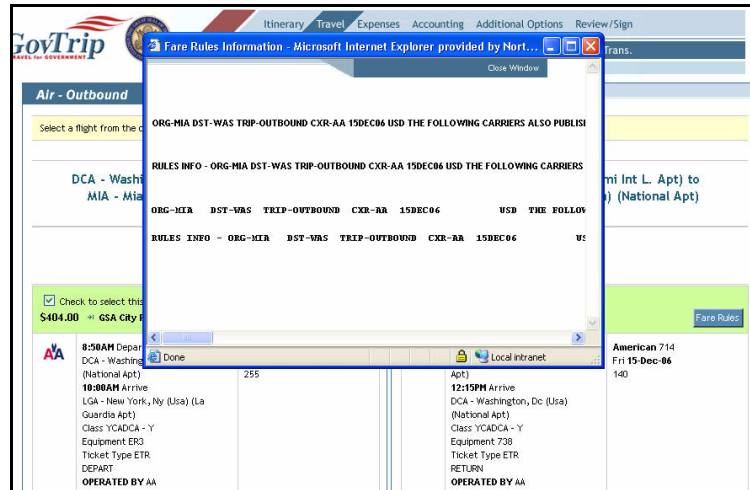 Itinerary Travel Expenses Accounting Additional Options Review/Sign
GovTrip
TRAVEL for GOVERNMENT
Fare Rules Information - Microsoft Internet Explorer provided by Nort...
Trans.
Close Window
Air - Outbound
Select a flight from the
ORG-MIA DST-WAS TRIP-OUTBOUND CXR-AA 15DEC06 USD THE FOLLOWING CARRIERS ALSO PUBLISH
RULES INFO - ORG-MIA DST-WAS TRIP-OUTBOUND CXR-AA 15DEC06 USD THE FOLLOWING CARRIERS
DCA - Washi
MIA - Mia
mi Int L. Apt) to
) (National Apt)
ORG-MIA DST-WAS TRIP-OUTBOUND CXR-AA 15DEC06 USD THE FOLLOW
RULES INFO - ORG-MIA DST-WAS TRIP-OUTBOUND CXR-AA 15DEC06 US
Check to select this
$404.00 GSA City P
Fare Rules
Done
Local intranet
AA
8:50AM Depar
DCA - Washing
(National Apt)
10:00AM Arrive
LGA - New York, Ny (Usa) (La
Guardia Apt)
Class YCADCA - Y
Equipment ER3
Ticket Type ETR
DEPART
OPERATED BY AA
255
Apt)
12:15PM Arrive
DCA - Washington, Dc (Usa)
(National Apt)
Class YCADCA - Y
Equipment 738
Ticket Type ETR
RETURN
OPERATED BY AA
American 714
Fri 15-Dec-06
140